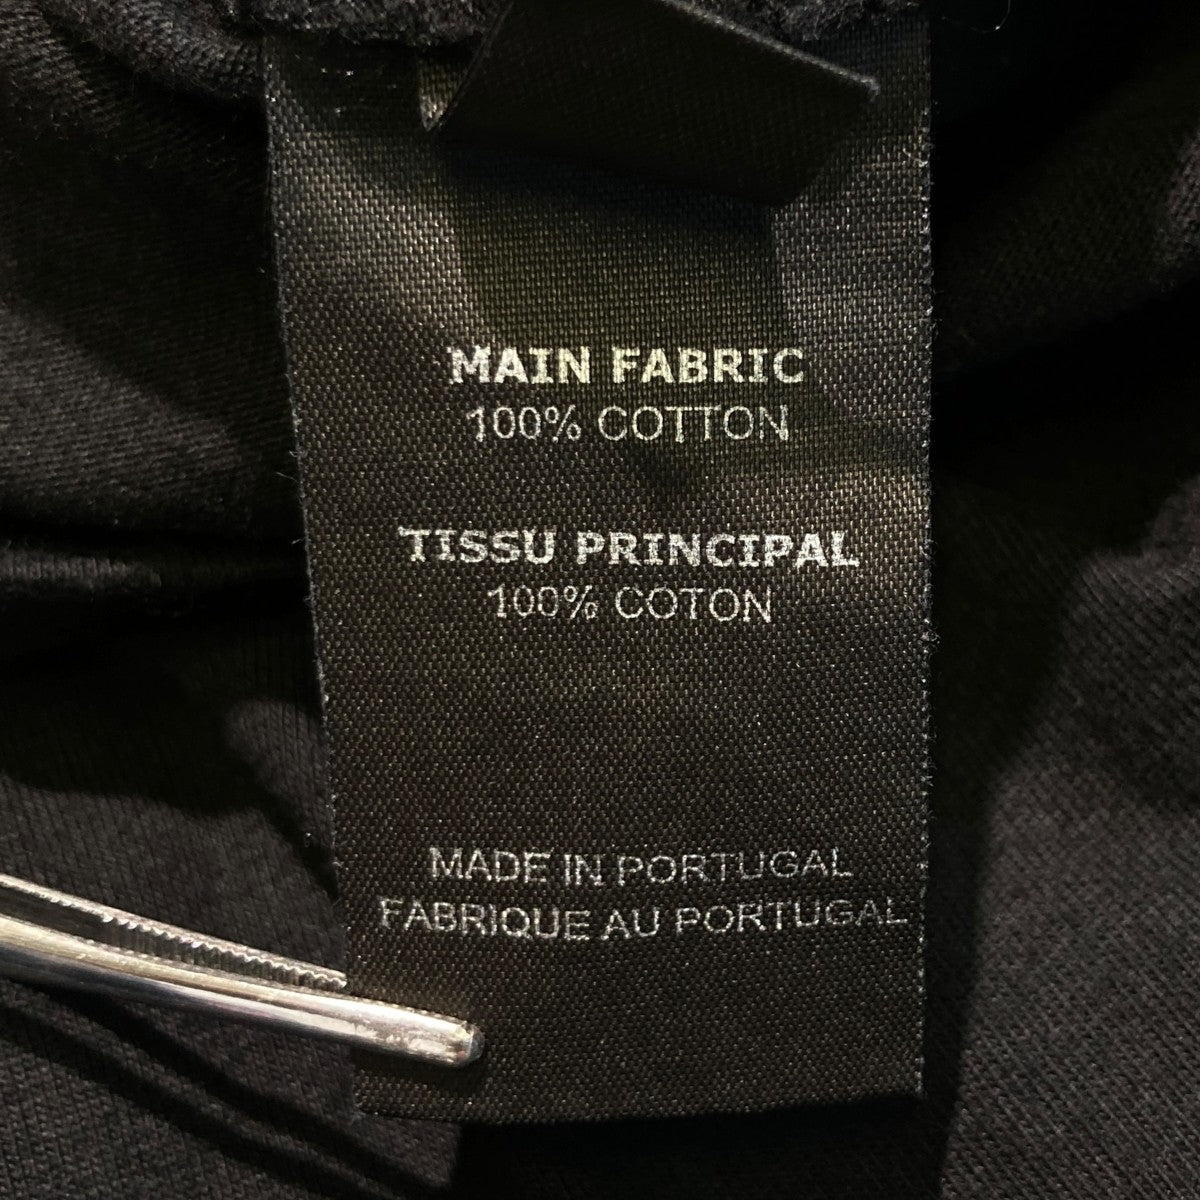 MAIN FABRIC
100% COTTON
TISSU PRINCIPAL
100% COTON
MADE IN PORTUGAL
FABRIQUE AU PORTUGAL